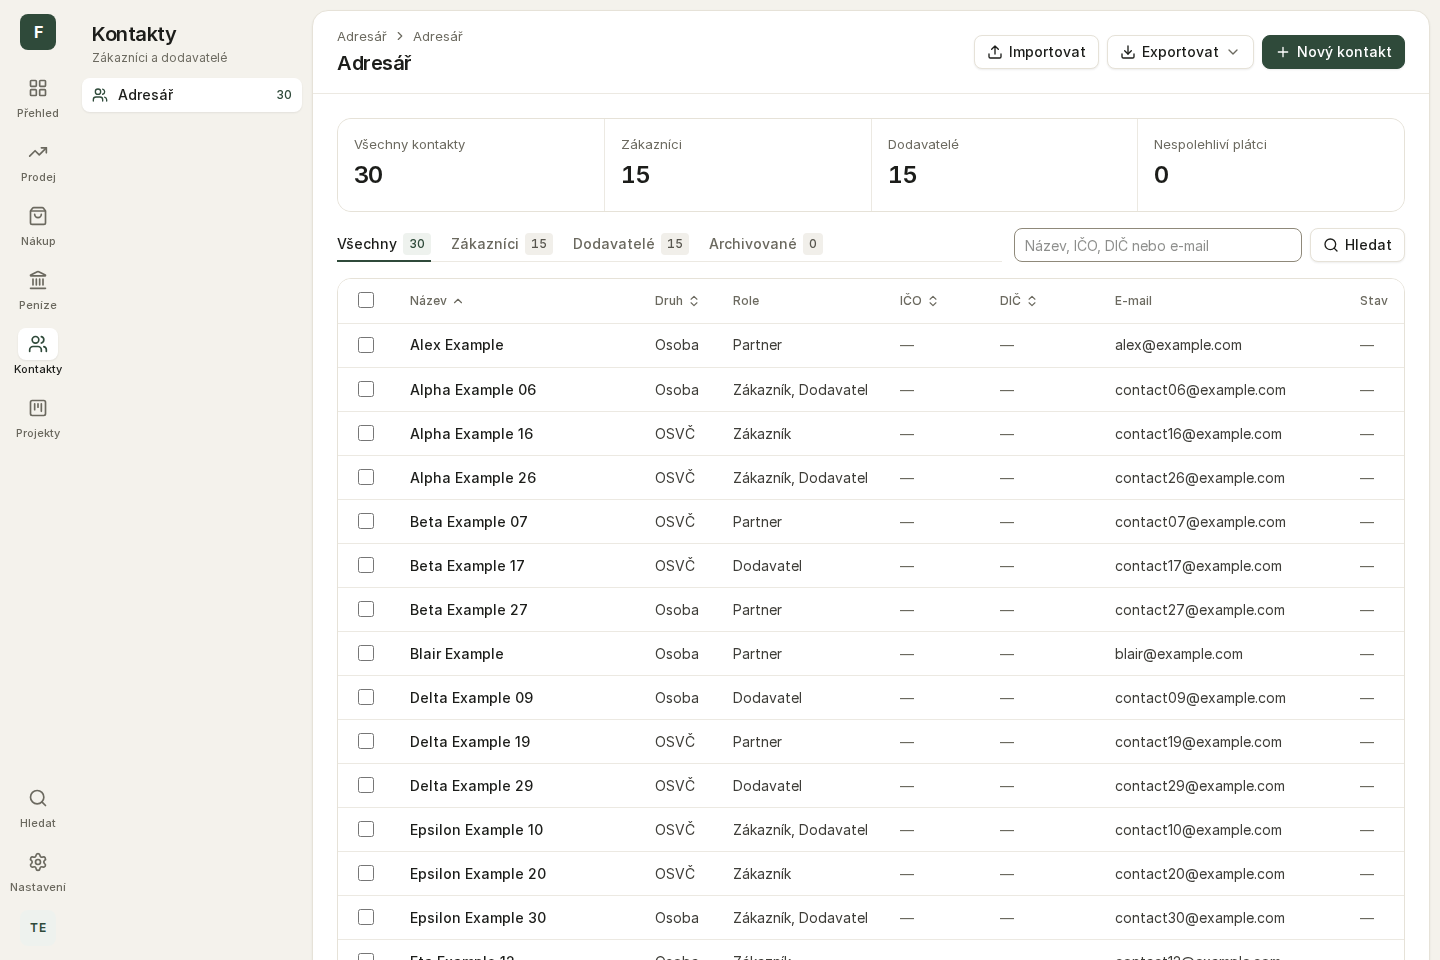 F
Přehled
Prodej
Nákup
Peníze
Kontakty
Projekty
Hledat
Nastavení
TE
Kontakty
Zákazníci a dodavatelé
Adresář 30
Adresář > Adresář
Adresář
Importovat Exportovat Nový kontakt
Všechny kontakty Zákazníci Dodavatelé Nespolehliví plátci
30 15 15 0
Všechny 30 Zákazníci 15 Dodavatelé 15 Archivované 0 Název, IČO, DIČ nebo e-mail Hledat
Název Druh Role IČO DIČ E-mail Stav
Alex Example Osoba Partner — — alex@example.com —
Alpha Example 06 Osoba Zákazník, Dodavatel — — contact06@example.com —
Alpha Example 16 OSVČ Zákazník — — contact16@example.com —
Alpha Example 26 OSVČ Zákazník, Dodavatel — — contact26@example.com —
Beta Example 07 OSVČ Partner — — contact07@example.com —
Beta Example 17 OSVČ Dodavatel — — contact17@example.com —
Beta Example 27 Osoba Partner — — contact27@example.com —
Blair Example Osoba Partner — — blair@example.com —
Delta Example 09 Osoba Dodavatel — — contact09@example.com —
Delta Example 19 OSVČ Partner — — contact19@example.com —
Delta Example 29 OSVČ Dodavatel — — contact29@example.com —
Epsilon Example 10 OSVČ Zákazník, Dodavatel — — contact10@example.com —
Epsilon Example 20 OSVČ Zákazník — — contact20@example.com —
Epsilon Example 30 Osoba Zákazník, Dodavatel — — contact30@example.com —